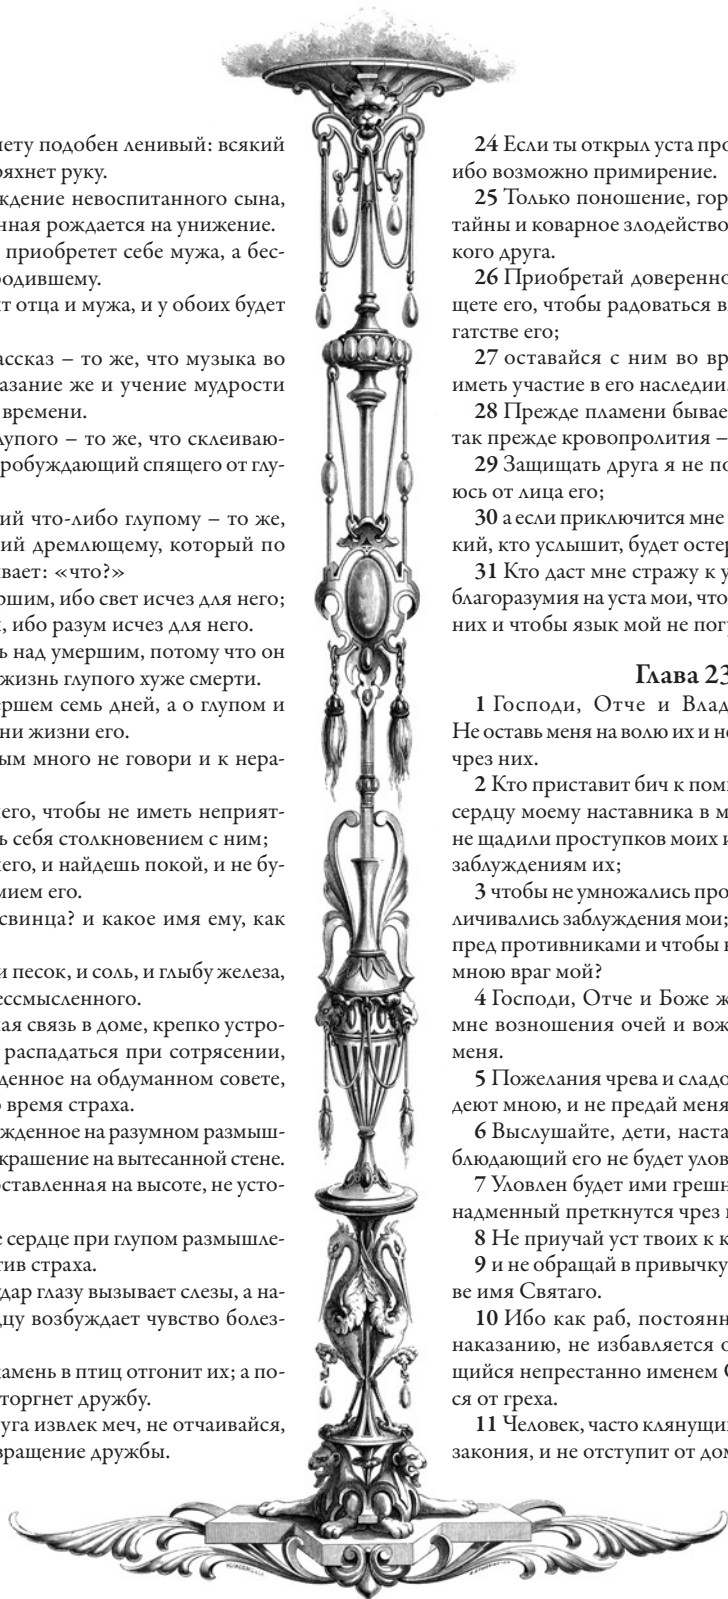 нету подобен ленивый: всякий
ряхнет руку.
ждение невоспитанного сына,
нная рождается на унижение.
приобретет себе мужа, а бес-
одившему.
т отца и мужа, и у обоих будет
ассказ – то же, что музыка во
азание же и учение мудрости
времени.
лупого – то же, что склеиваю-
робуждающий спящего от глу-
ий что-либо глупому – то же,
ий дремлющему, который по
вает: «что?»
ршим, ибо свет исчез для него;
, ибо разум исчез для него.
ь над умершим, потому что он
жизнь глупого хуже смерти.
ршем семь дней, а о глупом и
ни жизни его.
ым много не говори и к нера-
его, чтобы не иметь неприят-
ь себя столкновением с ним;
его, и найдешь покой, и не бу-
мием его.
свинца? и какое имя ему, как
и песок, и соль, и глыбу железа,
ессмысленного.
ая связь в доме, крепко устро-
распадаться при сотрясении,
денное на обдуманном совете,
время страха.
жденное на разумном размыш-
крашение на вытесанной стене.
ставленная на высоте, не усто-
е сердце при глупом размышле-
тив страха.
удар глазу вызывает слезы, а на-
дцу возбуждает чувство болез-
камень в птиц отгонит их; а по-
торгнет дружбу.
уга извлек меч, не отчаивайся,
вращение дружбы.
24 Если ты открыл уста про
ибо возможно примирение.
25 Только поношение, гор
тайны и коварное злодейство
кого друга.
26 Приобретай доверенно
щете его, чтобы радоваться в
гатстве его;
27 оставайся с ним во вр
иметь участие в его наследии.
28 Прежде пламени бывае
так прежде кровопролития –
29 Защищать друга я не по
юсь от лица его;
30 а если приключится мне
кий, кто услышит, будет остер
31 Кто даст мне стражу к у
благоразумия на уста мои, что
них и чтобы язык мой не погу
Глава 23
1 Господи, Отче и Влад
Не оставь меня на волю их и не
чрез них.
2 Кто приставит бич к пом
сердцу моему наставника в м
не щадили проступков моих и
заблуждениям их;
3 чтобы не умножались про
личивались заблуждения мои;
пред противниками и чтобы н
мною враг мой?
4 Господи, Отче и Боже ж
мне возношения очей и вож
меня.
5 Пожелания чрева и сладо
деют мною, и не предай меня
6 Выслушайте, дети, наста
блюдающий его не будет улов
7 Уловлен будет ими грешн
надменный преткнутся чрез
8 Не приучай уст твоих к к
9 и не обращай в привычку
ве имя Святаго.
10 Ибо как раб, постоянн
наказанию, не избавляется о
щийся непрестанно именем С
ся от греха.
11 Человек, часто клянущи
закония, и не отступит от дом